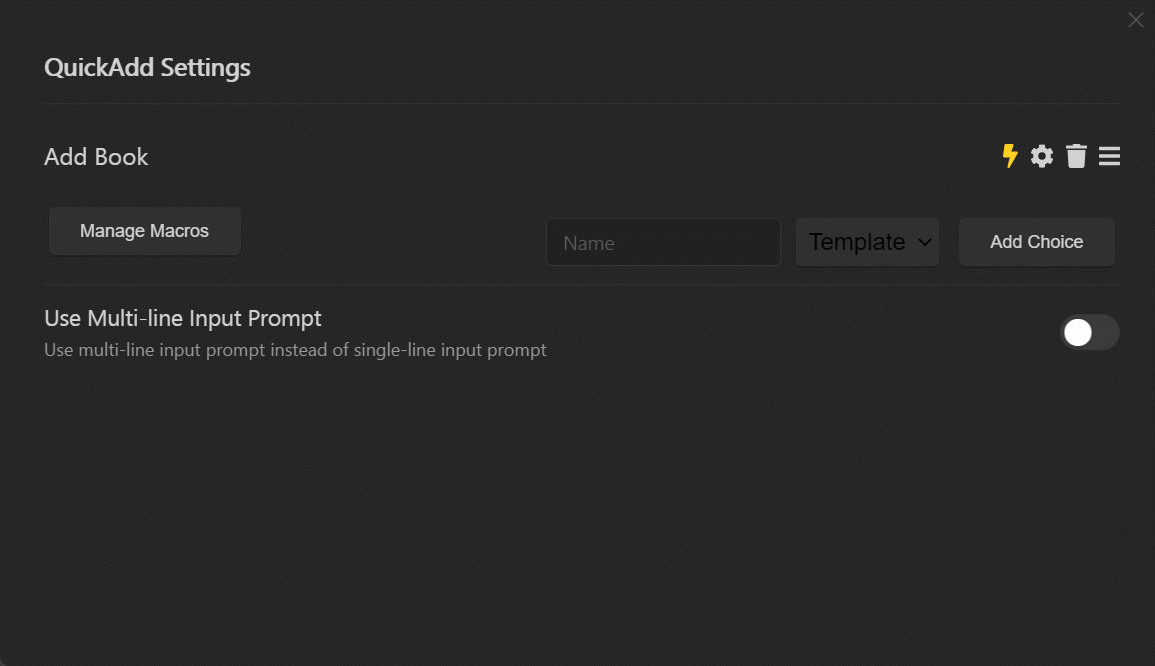 QuickAdd Settings
Add Book
Manage Macros
Name
Template
Add Choice
Use Multi-line Input Prompt
Use multi-line input prompt instead of single-line input prompt